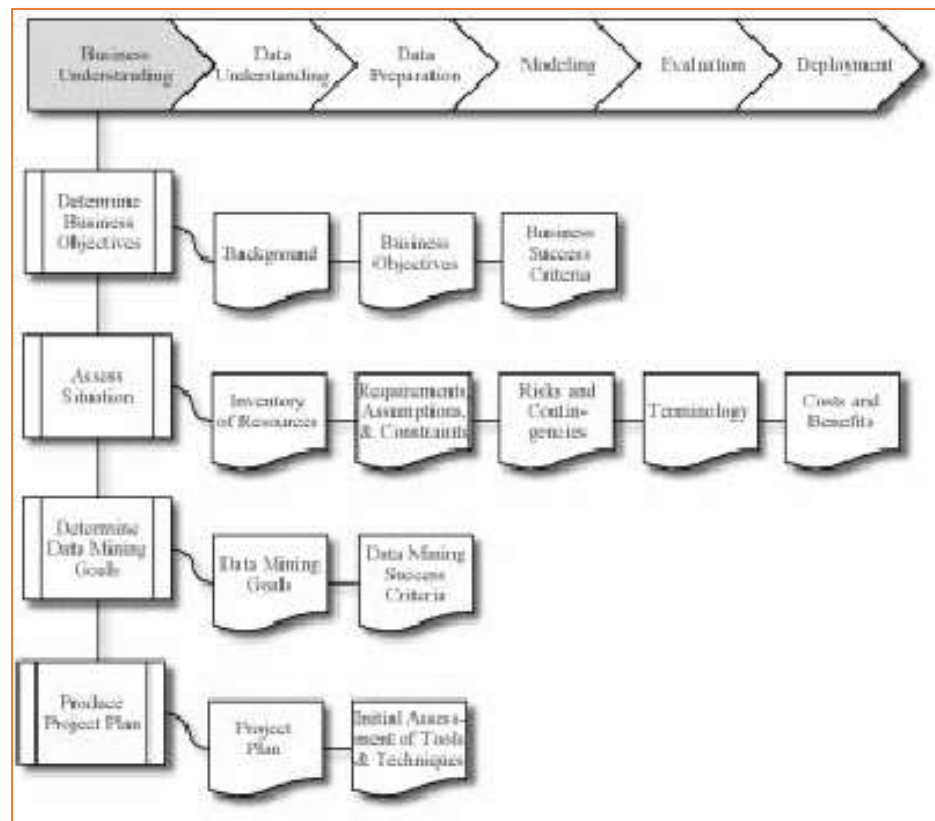 Business
Understanding
Data
Understanding
Data
Preparation
Modeling
Evaluation
Deployment
Determine
Business
Objectives
Background
Business
Objectives
Business
Success
Criteria
Assess
Situation
Inventory
of Resources
Requirements,
Assumptions,
& Constraints
Risks and
Contin-
gencies
Terminology
Costs and
Benefits
Determine
Data Mining
Goals
Data Mining
Goals
Data Mining
Success
Criteria
Produce
Project Plan
Project
Plan
Initial Assess-
ment of Tools
& Techniques